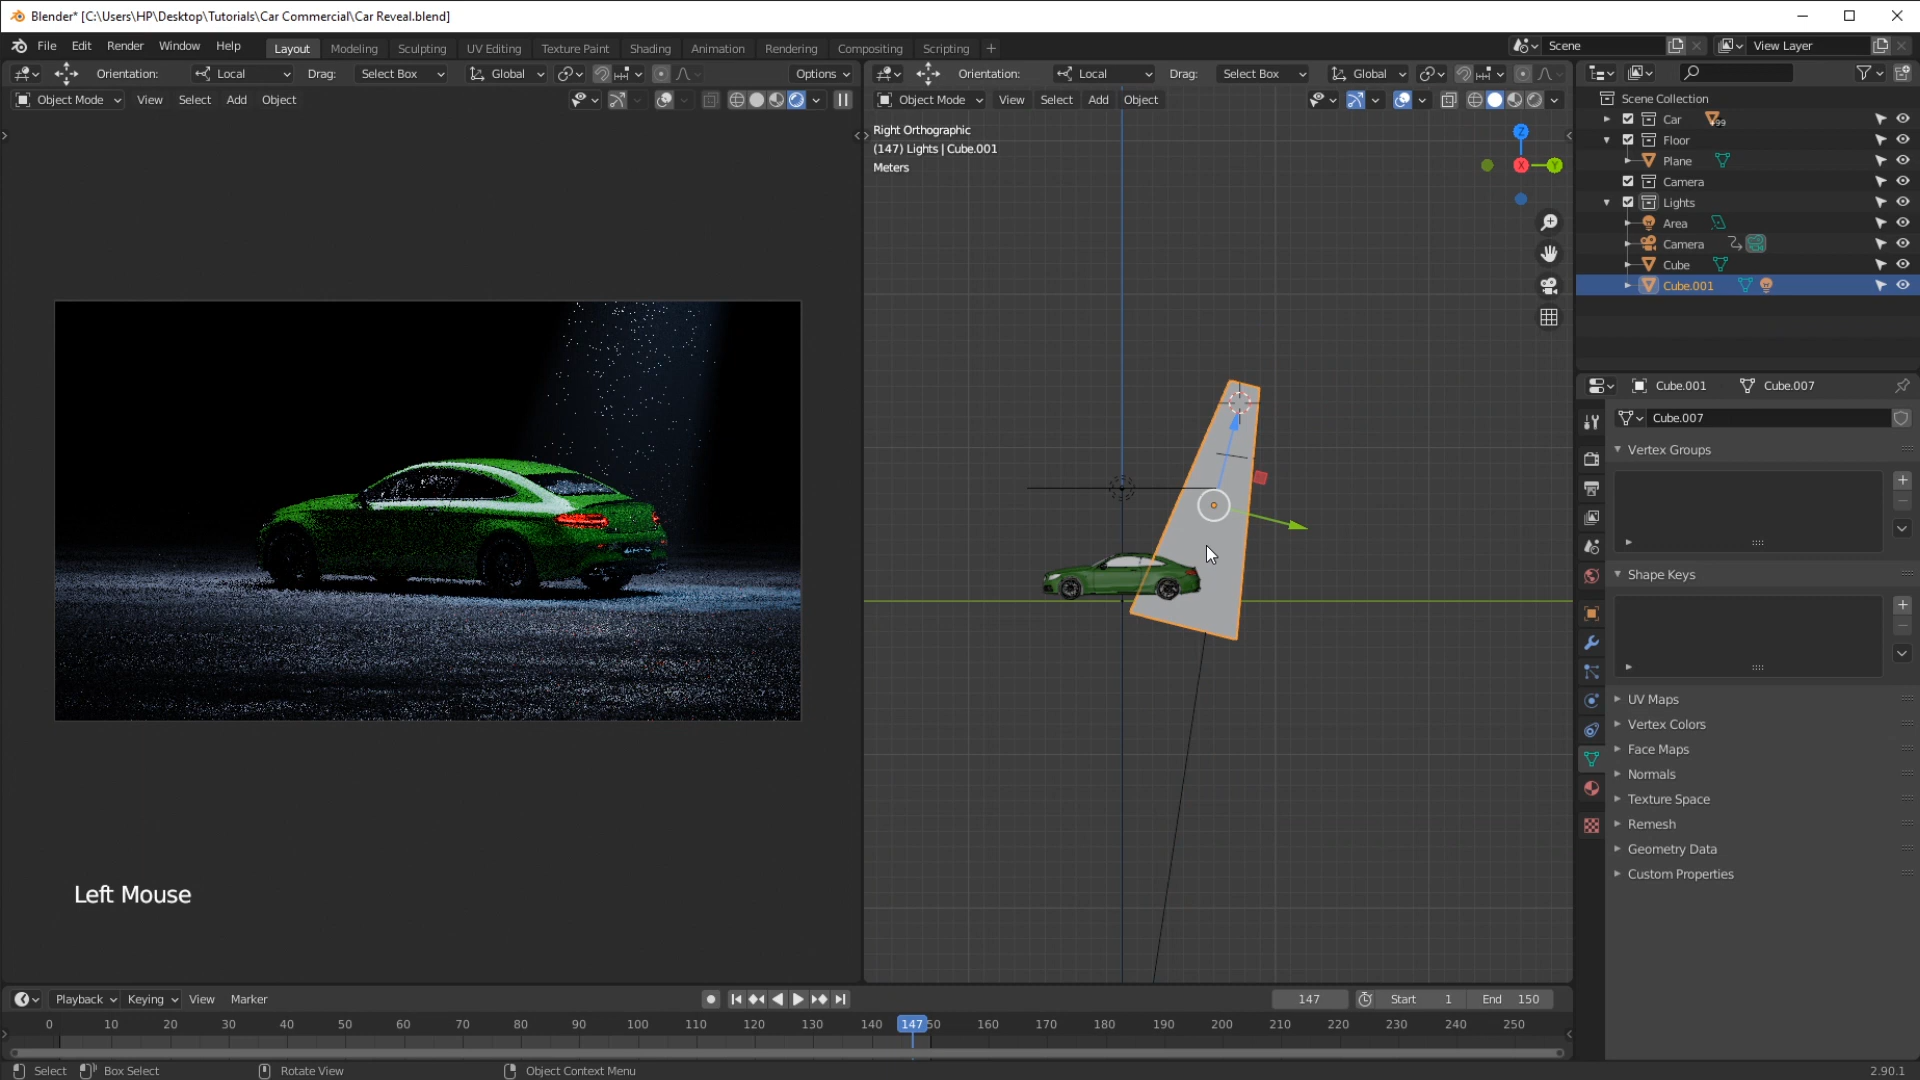 Blender* [C:\Users\HP\Desktop\Tutorials\Car Commercial\Car Reveal.blend]
File Edit Render Window Help Layout Modeling Sculpting UV Editing Texture Paint Shading Animation Rendering Compositing Scripting + Scene View Layer
Orientation: Local Drag: Select Box Global Options
Orientation: Local Drag: Select Box Global
Object Mode View Select Add Object
Object Mode View Select Add Object
Right Orthographic
(147) Lights | Cube.001
Meters
Z
X
Y
Scene Collection
Car 99
Floor
Plane
Camera
Lights
Area
Camera
Cube
Cube.001
Cube.001 Cube.007
Cube.007
Vertex Groups
Shape Keys
UV Maps
Vertex Colors
Face Maps
Normals
Texture Space
Remesh
Geometry Data
Custom Properties
Left Mouse
Playback Keying View Marker 147 Start 1 End 150
0 10 20 30 40 50 60 70 80 90 100 110 120 130 140 147 50 160 170 180 190 200 210 220 230 240 250
Select Box Select Rotate View Object Context Menu 2.90.1